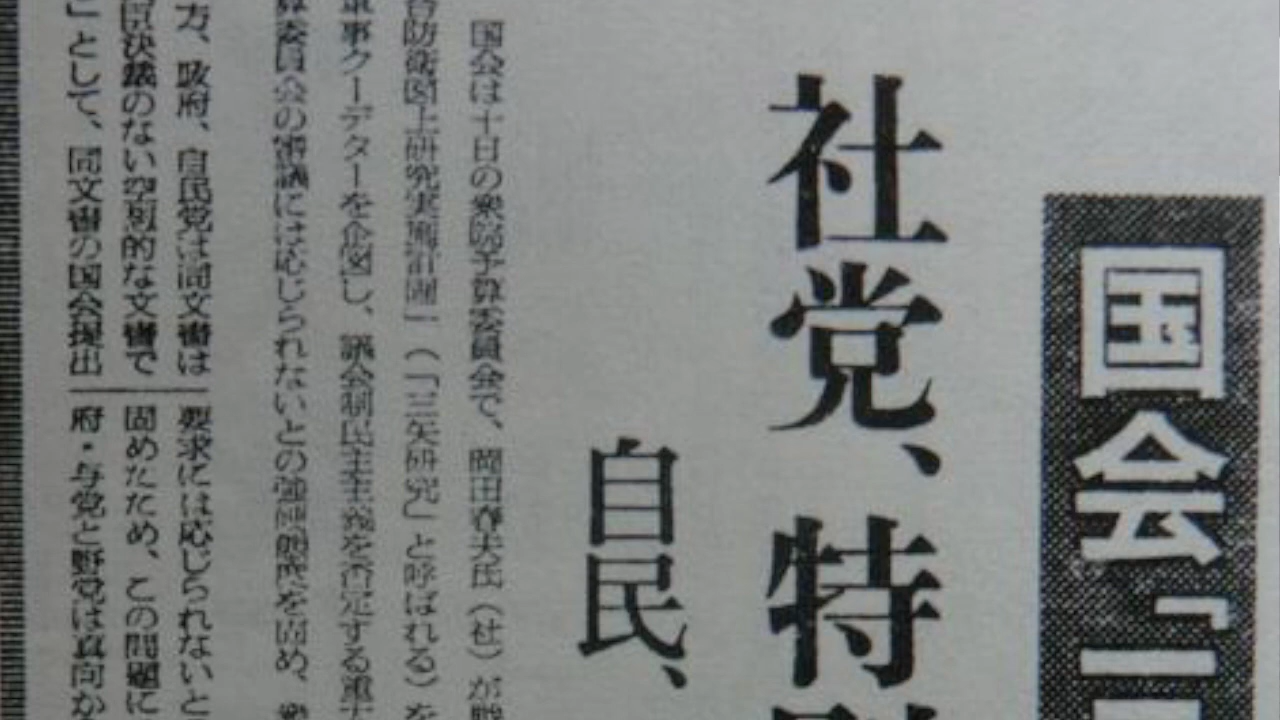 国会「
社党、特
自民、
国会は十日の衆院予算委員会で、岡田春夫氏（社）が
合防衛図上研究実施計画」（「三矢研究」と呼ばれる）を
軍事クーデターを企図し、議会制民主主義を否定する重大
算委員会の審議には応じられないとの強硬態度を固め、衆
方、政府、自民党は同文書は
決裁のない空想的な文書で
」として、同文書の国会提出
要求には応じられないと
固めたため、この問題に
府・与党と野党は真向か